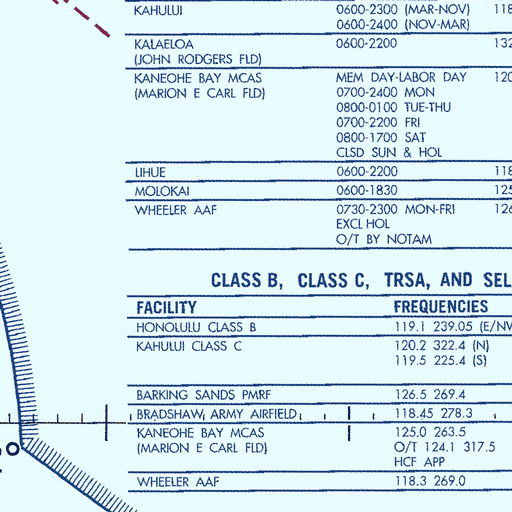 KAHULUI 0600-2300 (MAR-NOV) 118
0600-2400 (NOV-MAR)
KALAELOA 0600-2200 132
(JOHN RODGERS FLD)
KANEOHE BAY MCAS MEM DAY-LABOR DAY 120
(MARION E CARL FLD) 0700-2400 MON
0800-0100 TUE-THU
0700-2200 FRI
0800-1700 SAT
CLSD SUN & HOL
LIHUE 0600-2200 118
MOLOKAI 0600-1830 125
WHEELER AAF 0730-2300 MON-FRI 126
EXCL HOL
O/T BY NOTAM
CLASS B, CLASS C, TRSA, AND SEL
FACILITY FREQUENCIES
HONOLULU CLASS B 119.1 239.05 (E/NW
KAHULUI CLASS C 120.2 322.4 (N)
119.5 225.4 (S)
BARKING SANDS PMRF 126.5 269.4
BRADSHAW ARMY AIRFIELD 118.45 278.3
KANEOHE BAY MCAS 125.0 263.5
(MARION E CARL FLD) O/T 124.1 317.5
HCF APP
WHEELER AAF 118.3 269.0